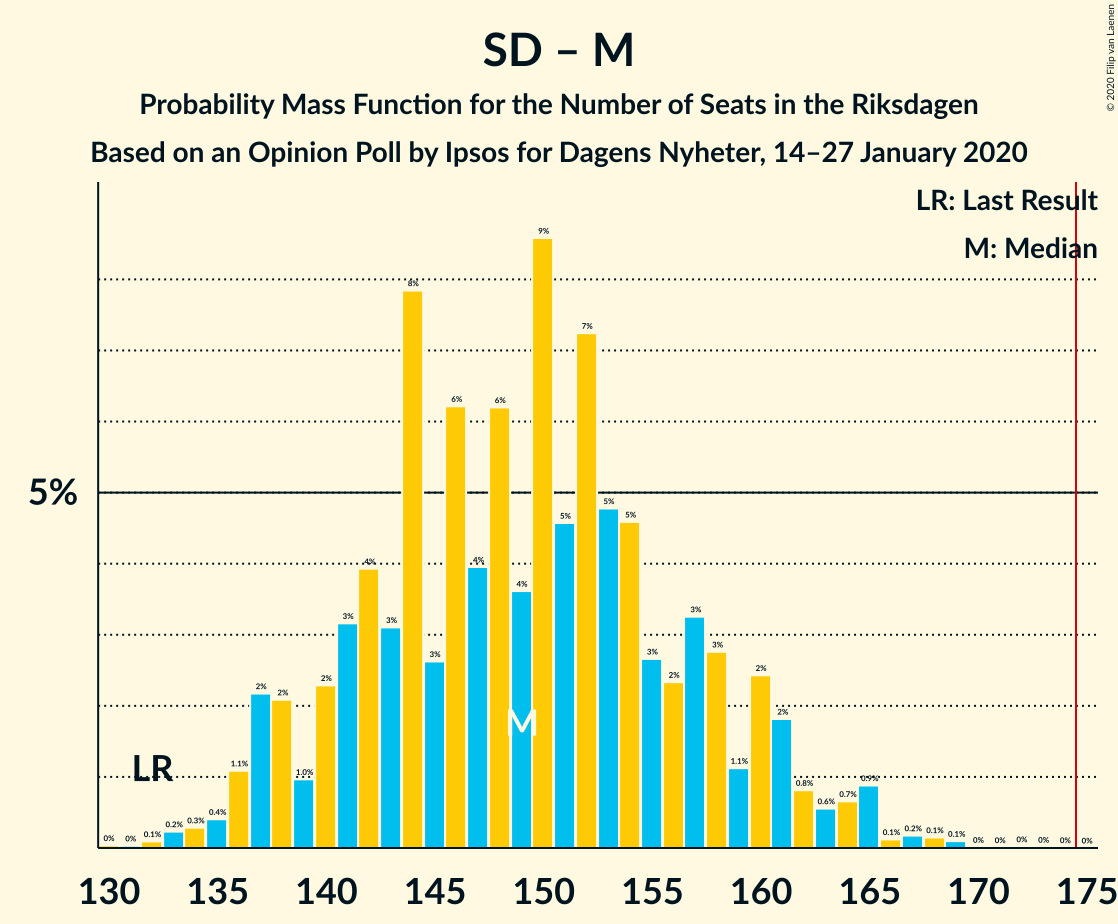 SD – M
Probability Mass Function for the Number of Seats in the Riksdagen
Based on an Opinion Poll by Ipsos for Dagens Nyheter, 14–27 January 2020
© 2020 Filip van Laenen
LR: Last Result
M: Median
5%
0% 0% 0.1% 0.2% 0.3% 0.4% 1.1% 2% 2% 1.0% 2% 3% 4% 3% 8% 3% 6% 4% 6% 4% 9% 5% 7% 5% 5% 3% 2% 3% 3% 1.1% 2% 2% 0.8% 0.6% 0.7% 0.9% 0.1% 0.2% 0.1% 0.1% 0% 0% 0% 0% 0% 0%
LR
M
130 135 140 145 150 155 160 165 170 175